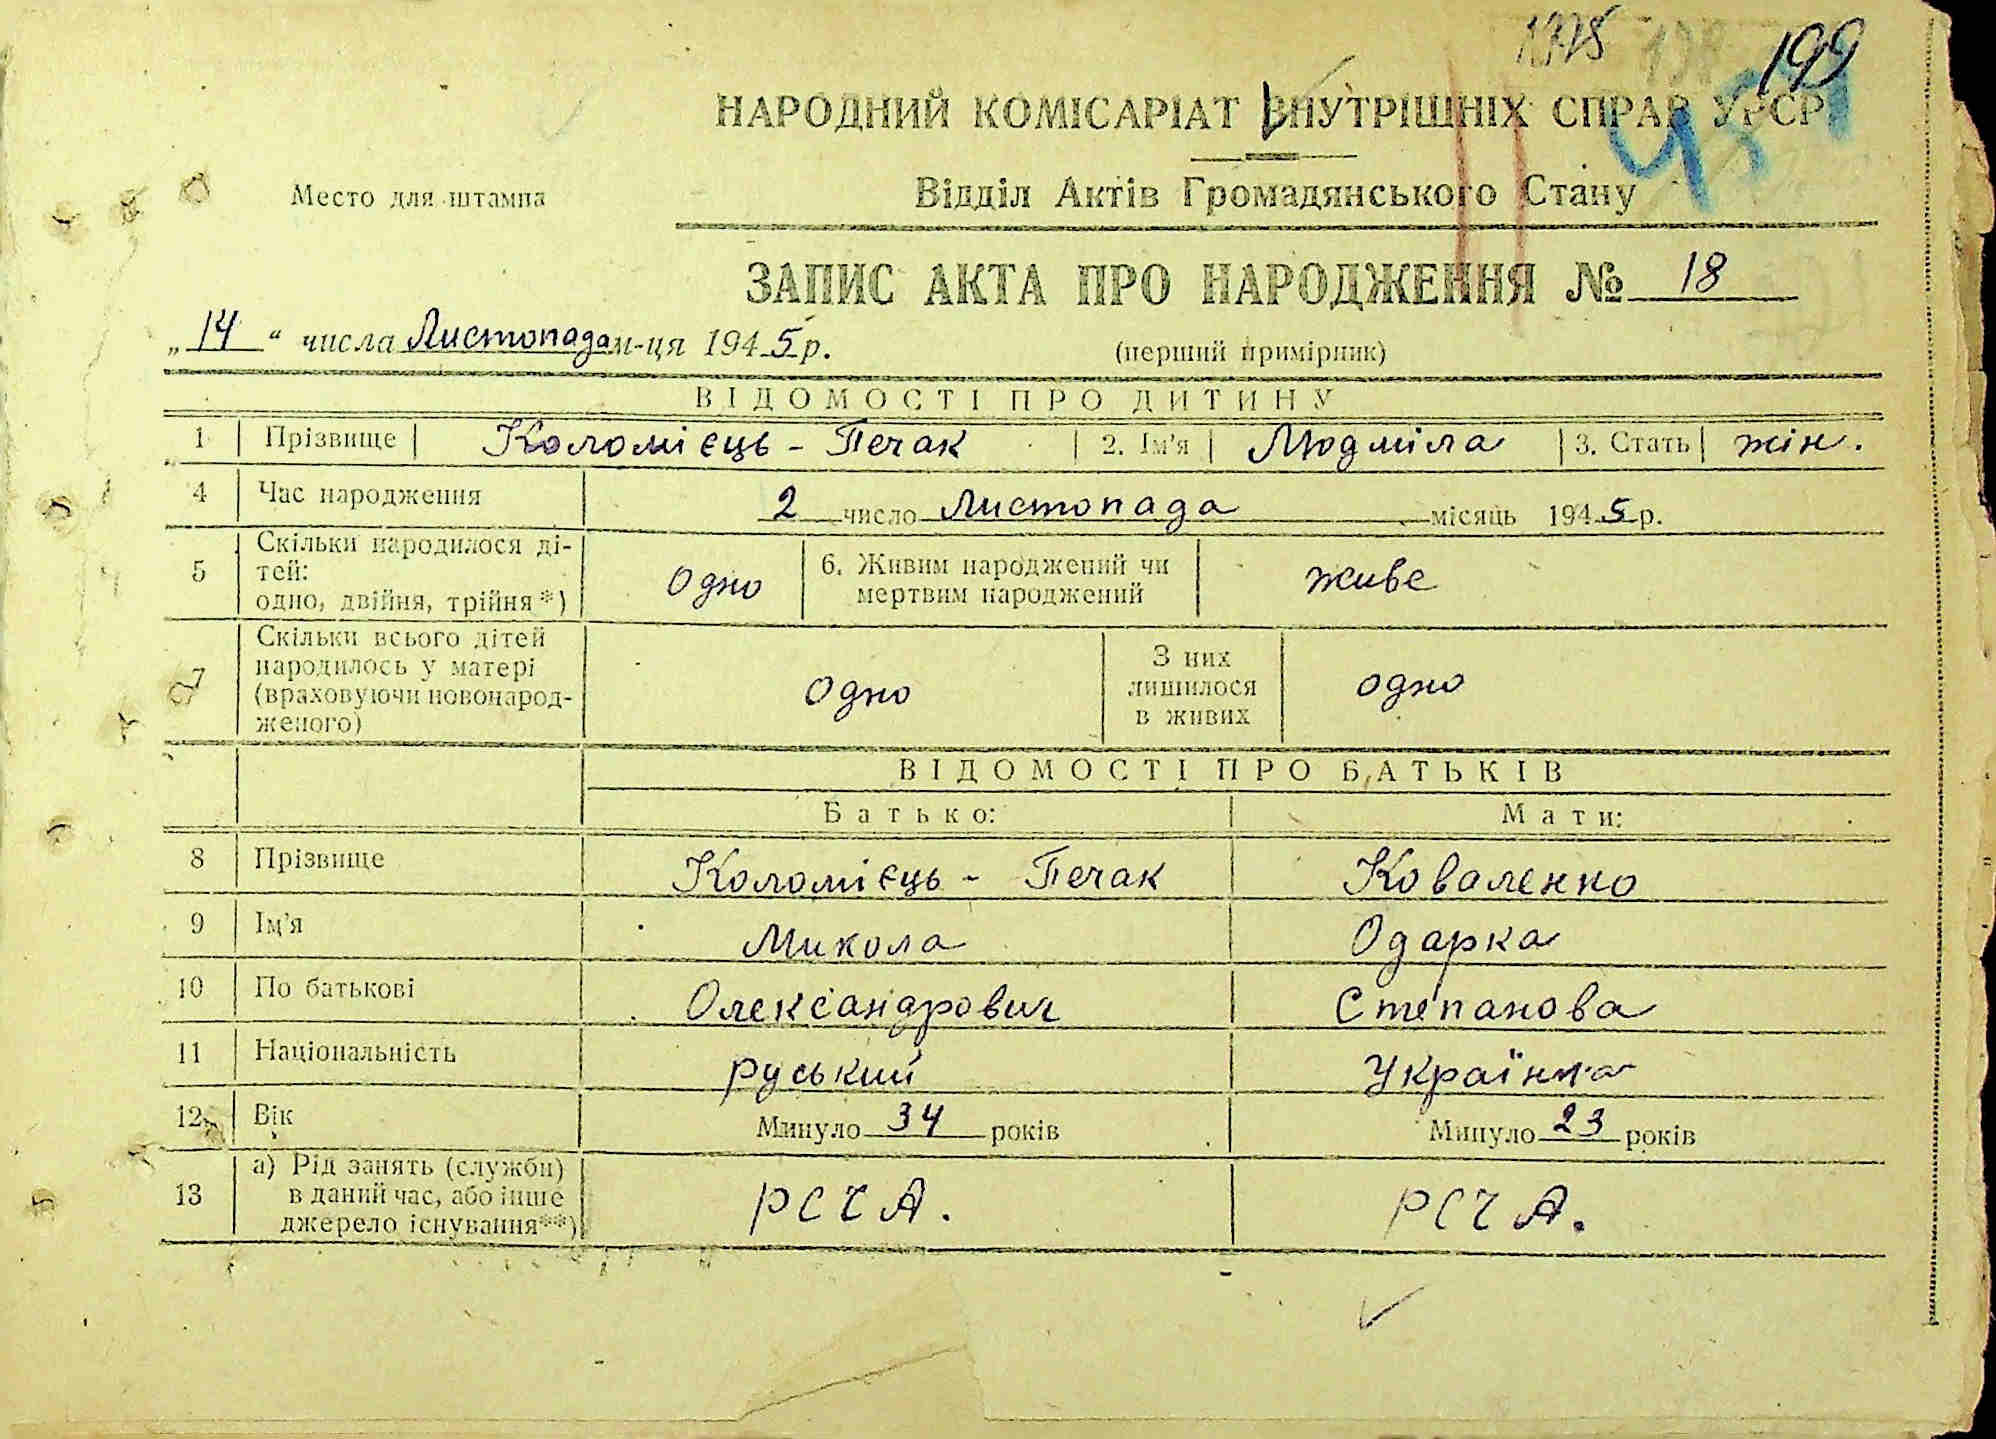 199
НАРОДНИЙ КОМІСАРІАТ ВНУТРІШНІХ СПРАВ УРСР
Место для штампа
Відділ Актів Громадянського Стану
ЗАПИС АКТА ПРО НАРОДЖЕННЯ № 18
„14“ числа Листопада м-ця 1945 р.
(перший примірник)
ВІДОМОСТІ ПРО ДИТИНУ
1 Прізвище Коломієць - Печак 2. Ім'я Людміла 3. Стать жін.
4 Час народження 2 число Листопада місяць 1945 р.
5 Скільки народилося ді-
тей:
одно, двійня, трійня*) Одно
6. Живим народжений чи
мертвим народжений живе
7 Скільки всього дітей
народилось у матері
(враховуючи новонарод-
женого) Одно
З них
лишилося
в живих одно
ВІДОМОСТІ ПРО БАТЬКІВ
Батько: Мати:
8 Прізвище Коломієць - Печак Коваленко
9 Ім'я Микола Одарка
10 По батькові Олександрович Степанова
11 Національність руський Українка
12 Вік Минуло 34 років Минуло 23 років
13 а) Рід занять (служби)
в даний час, або інше
джерело існування**) РСЧА. РСЧА.